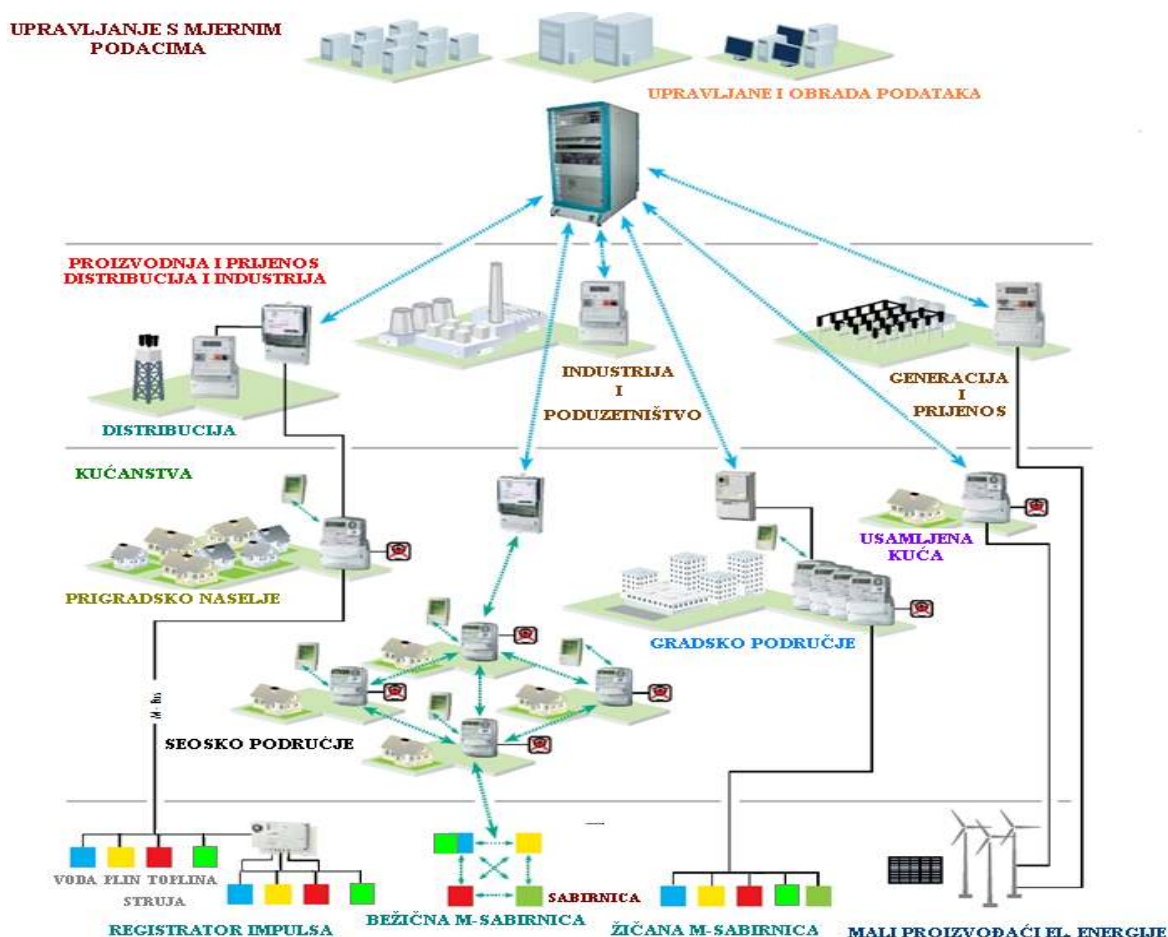 UPRAVLJANJE S MJERNIM
PODACIMA
UPRAVLJANE I OBRADA PODATAKA
PROIZVODNJA I PRIJENOS
DISTRIBUCIJA I INDUSTRIJA
INDUSTRIJA
I
PODUZETNIŠTVO
GENERACIJA
I
PRIJENOS
DISTRIBUCIJA
KUĆANSTVA
USAMLJENA
KUĆA
PRIGRADSKO NASELJE
GRADSKO PODRUČJE
M - Bus
SEOSKO PODRUČJE
VODA PLIN TOPLINA
STRUJA
SABIRNICA
REGISTRATOR IMPULSA
BEŽIČNA M-SABIRNICA
ŽIČANA M-SABIRNICA
MALI PROIZVOĐAĆI EL. ENERGIJE